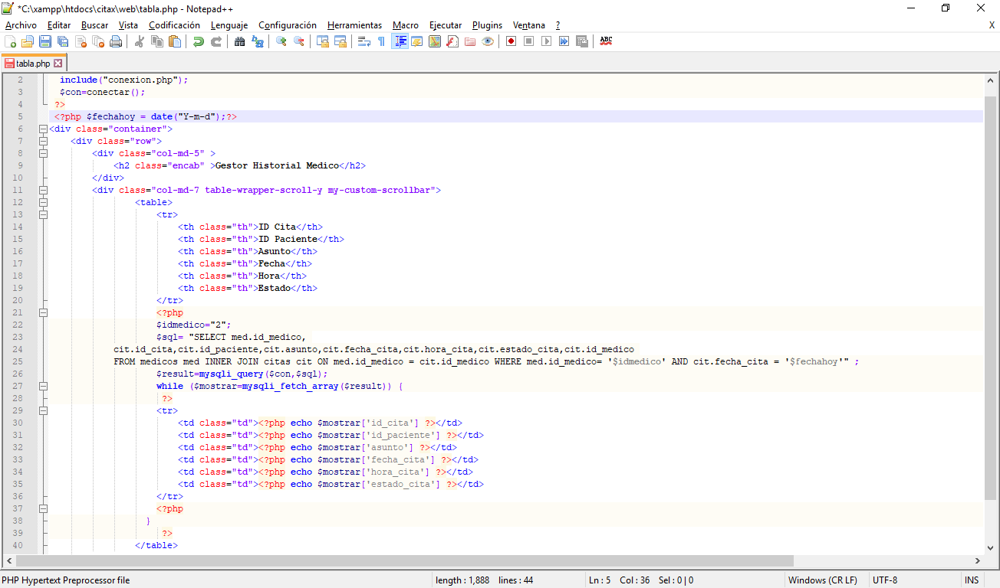 *C:\xampp\htdocs\citax\web\tabla.php - Notepad++
Archivo Editar Buscar Vista Codificación Lenguaje Configuración Herramientas Macro Ejecutar Plugins Ventana ? X
ABC
tabla.php
2 include("conexion.php");
3 $con=conectar();
4 ?>
5 <?php $fechahoy = date("Y-m-d");?>
6 <div class="container">
7 <div class="row">
8 <div class="col-md-5" >
9 <h2 class="encab" >Gestor Historial Medico</h2>
10 </div>
11 <div class="col-md-7 table-wrapper-scroll-y my-custom-scrollbar">
12 <table>
13 <tr>
14 <th class="th">ID Cita</th>
15 <th class="th">ID Paciente</th>
16 <th class="th">Asunto</th>
17 <th class="th">Fecha</th>
18 <th class="th">Hora</th>
19 <th class="th">Estado</th>
20 </tr>
21 <?php
22 $idmedico="2";
23 $sql= "SELECT med.id_medico,
24 cit.id_cita,cit.id_paciente,cit.asunto,cit.fecha_cita,cit.hora_cita,cit.estado_cita,cit.id_medico
25 FROM medicos med INNER JOIN citas cit ON med.id_medico = cit.id_medico WHERE med.id_medico= '$idmedico' AND cit.fecha_cita = '$fechahoy'" ;
26 $result=mysqli_query($con,$sql);
27 while ($mostrar=mysqli_fetch_array($result)) {
28 ?>
29 <tr>
30 <td class="td"><?php echo $mostrar['id_cita'] ?></td>
31 <td class="td"><?php echo $mostrar['id_paciente'] ?></td>
32 <td class="td"><?php echo $mostrar['asunto'] ?></td>
33 <td class="td"><?php echo $mostrar['fecha_cita'] ?></td>
34 <td class="td"><?php echo $mostrar['hora_cita'] ?></td>
35 <td class="td"><?php echo $mostrar['estado_cita'] ?></td>
36 </tr>
37 <?php
38 }
39 ?>
40 </table>
PHP Hypertext Preprocessor file length : 1,888 lines : 44 Ln : 5 Col : 36 Sel : 0 | 0 Windows (CR LF) UTF-8 INS